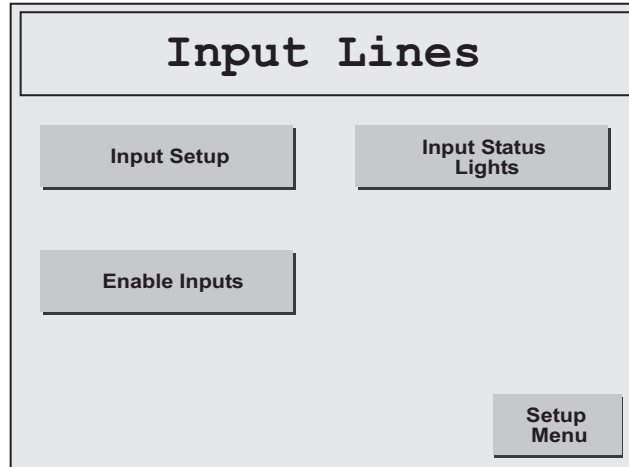 Input Lines
Input Setup
Input Status
Lights
Enable Inputs
Setup
Menu